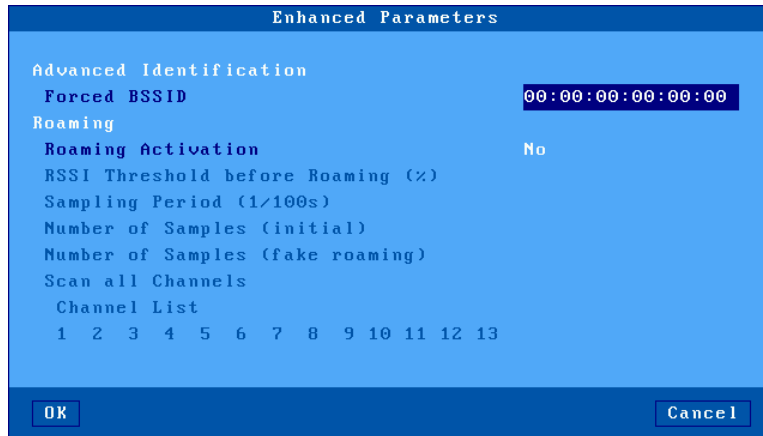 Enhanced Parameters
Advanced Identification
Forced BSSID 00:00:00:00:00:00
Roaming
Roaming Activation No
RSSI Threshold before Roaming (%)
Sampling Period (1/100s)
Number of Samples (initial)
Number of Samples (fake roaming)
Scan all Channels
Channel List
1 2 3 4 5 6 7 8 9 10 11 12 13
OK Cancel